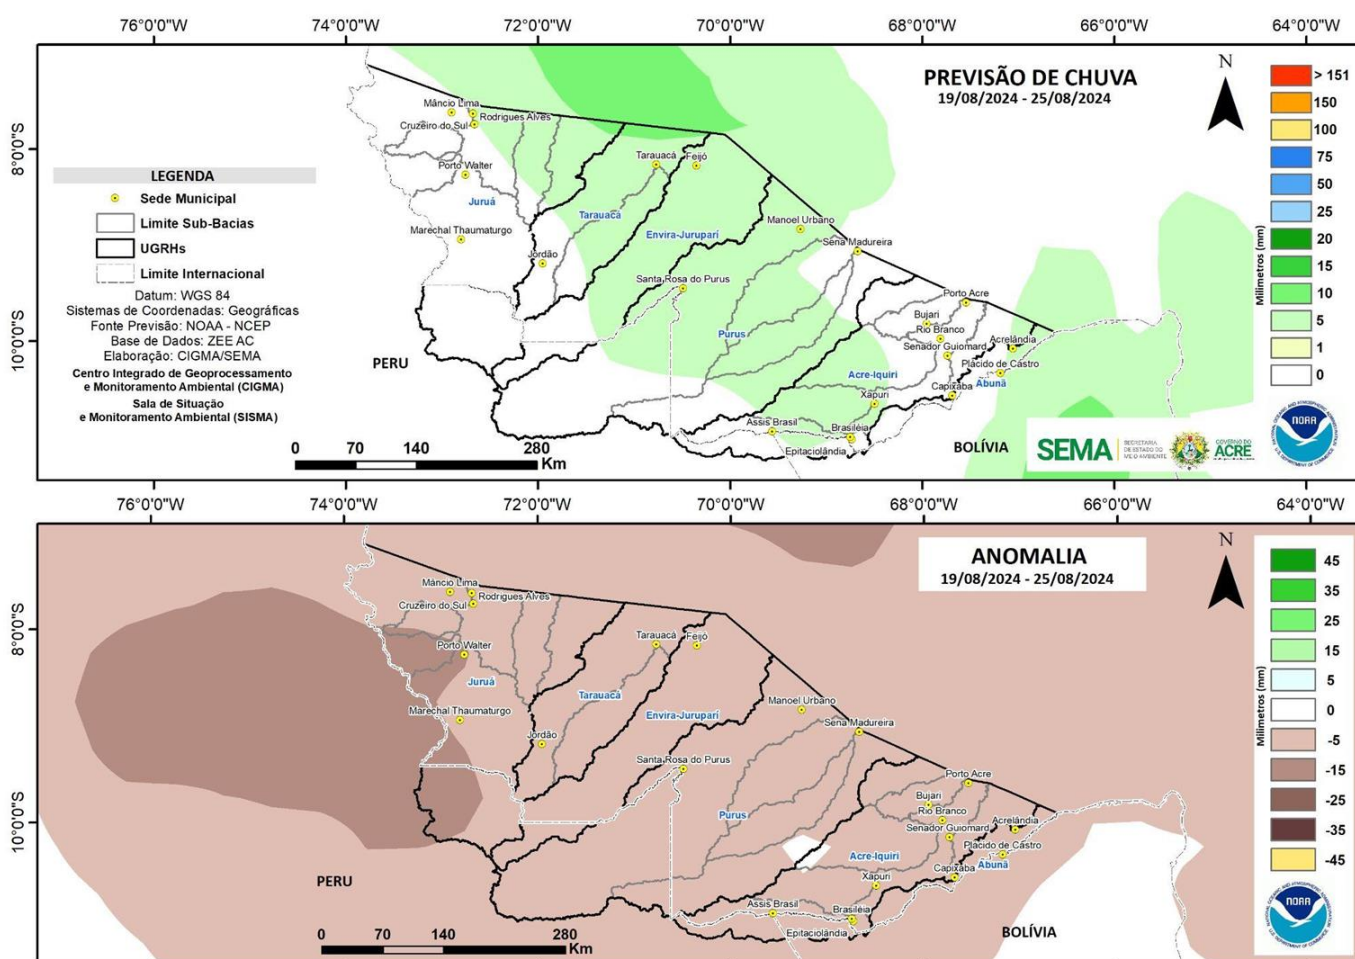 76°0'0"W 74°0'0"W 72°0'0"W 70°0'0"W 68°0'0"W 66°0'0"W 64°0'0"W
PREVISÃO DE CHUVA
19/08/2024 - 25/08/2024
N
8°0'0"S
10°0'0"S
LEGENDA
Sede Municipal
Limite Sub-Bacias
UGRHs
Limite Internacional
Datum: WGS 84
Sistemas de Coordenadas: Geográficas
Fonte Previsão: NOAA - NCEP
Base de Dados: ZEE AC
Elaboração: CIGMA/SEMA
Centro Integrado de Geoprocessamento
e Monitoramento Ambiental (CIGMA)
Sala de Situação
e Monitoramento Ambiental (SISMA)
Mâncio Lima
Rodrigues Alves
Cruzeiro do Sul
Porto Walter
Juruá
Marechal Thaumaturgo
Jordão
Tarauacá
Feijó
Tarauacá
Envira-Jurupari
Manoel Urbano
Sena Madureira
Santa Rosa do Purus
Purus
Porto Acre
Bujari
Rio Branco
Senador Guiomard
Acrelândia
Plácido de Castro
Abunã
Acre-Iquiri
Capixaba
Xapuri
Assis Brasil
Brasiléia
Epitaciolândia
PERU
BOLÍVIA
0 70 140 280
Km
Milímetros (mm)
> 151
150
100
75
50
25
20
15
10
5
1
0
SEMA
SECRETARIA
DE ESTADO DO
MEIO AMBIENTE
GOVERNO DO
ACRE
NOAA
76°0'0"W 74°0'0"W 72°0'0"W 70°0'0"W 68°0'0"W 66°0'0"W 64°0'0"W
ANOMALIA
19/08/2024 - 25/08/2024
N
8°0'0"S
10°0'0"S
Mâncio Lima
Rodrigues Alves
Cruzeiro do Sul
Porto Walter
Juruá
Marechal Thaumaturgo
Jordão
Tarauacá
Feijó
Tarauacá
Envira-Jurupari
Manoel Urbano
Sena Madureira
Santa Rosa do Purus
Purus
Porto Acre
Bujari
Rio Branco
Senador Guiomard
Acrelândia
Plácido de Castro
Abunã
Acre-Iquiri
Capixaba
Xapuri
Assis Brasil
Brasiléia
Epitaciolândia
PERU
BOLÍVIA
0 70 140 280
Km
Milímetros (mm)
45
35
25
15
5
0
-5
-15
-25
-35
-45
NOAA